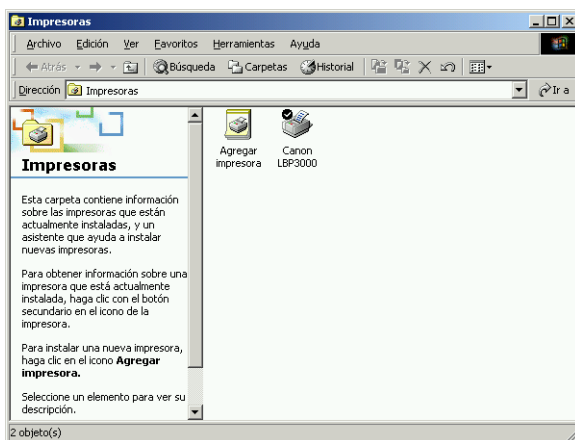 Impresoras
Archivo Edición Ver Favoritos Herramientas Ayuda
Atrás Búsqueda Carpetas Historial
Dirección Impresoras Ir a
Impresoras
Esta carpeta contiene información
sobre las impresoras que están
actualmente instaladas, y un
asistente que ayuda a instalar
nuevas impresoras.
Para obtener información sobre una
impresora que está actualmente
instalada, haga clic con el botón
secundario en el icono de la
impresora.
Para instalar una nueva impresora,
haga clic en el icono Agregar
impresora.
Seleccione un elemento para ver su
descripción.
Agregar
impresora
Canon
LBP3000
2 objeto(s)